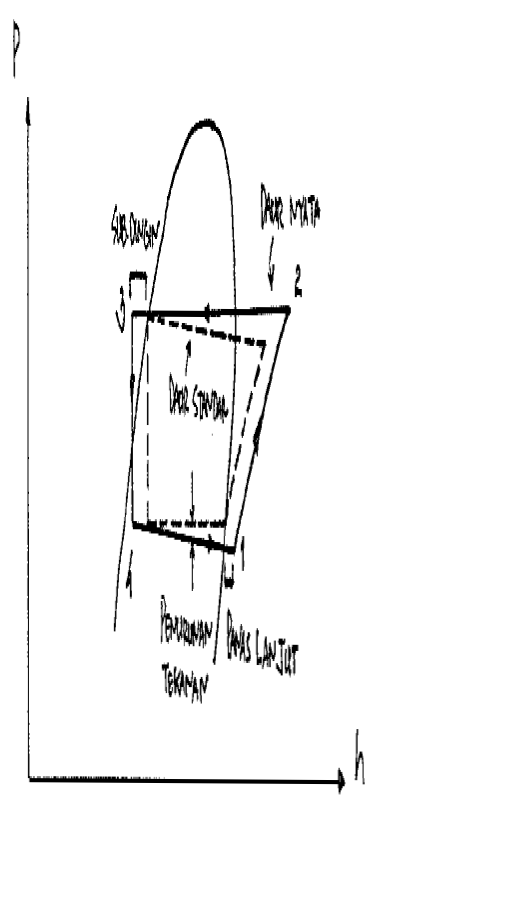 P
DAUR NYATA
SUB DINGIN
2
3
DAUR STANDAR
1
4
PENURUNAN
TEKANAN
PANAS LANJUT
h